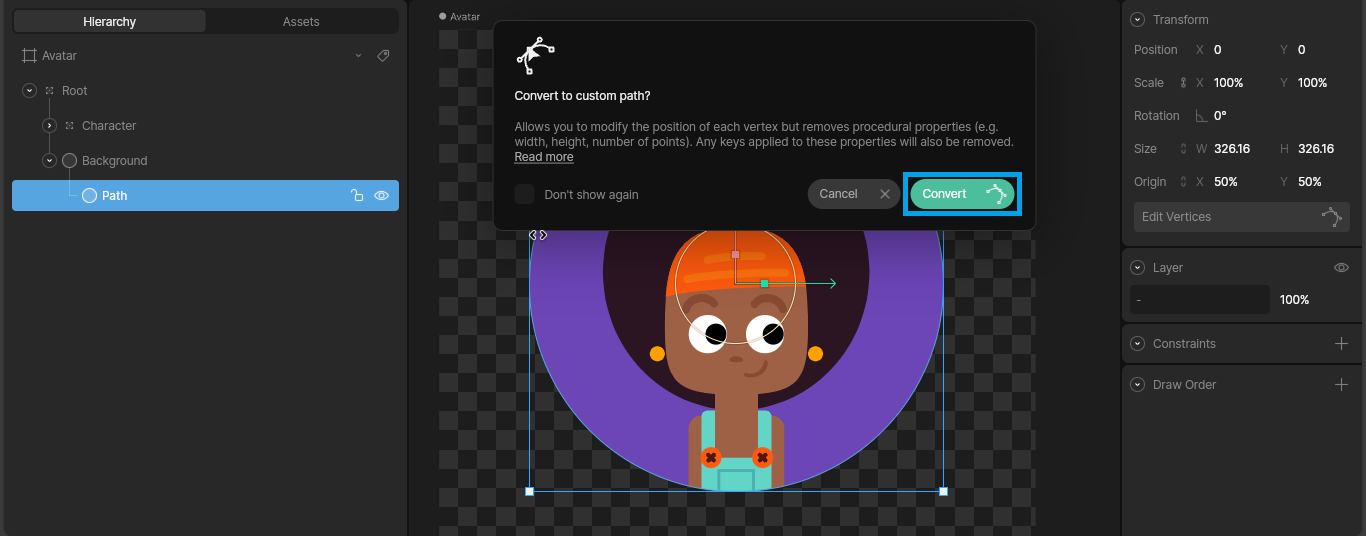 Hierarchy
Assets
Avatar
Root
Character
Background
Path
Avatar
Convert to custom path?
Allows you to modify the position of each vertex but removes procedural properties (e.g.
width, height, number of points). Any keys applied to these properties will also be removed.
Read more
Don't show again
Cancel
Convert
Transform
Position X 0 Y 0
Scale X 100% Y 100%
Rotation 0°
Size W 326.16 H 326.16
Origin X 50% Y 50%
Edit Vertices
Layer
- 100%
Constraints
Draw Order